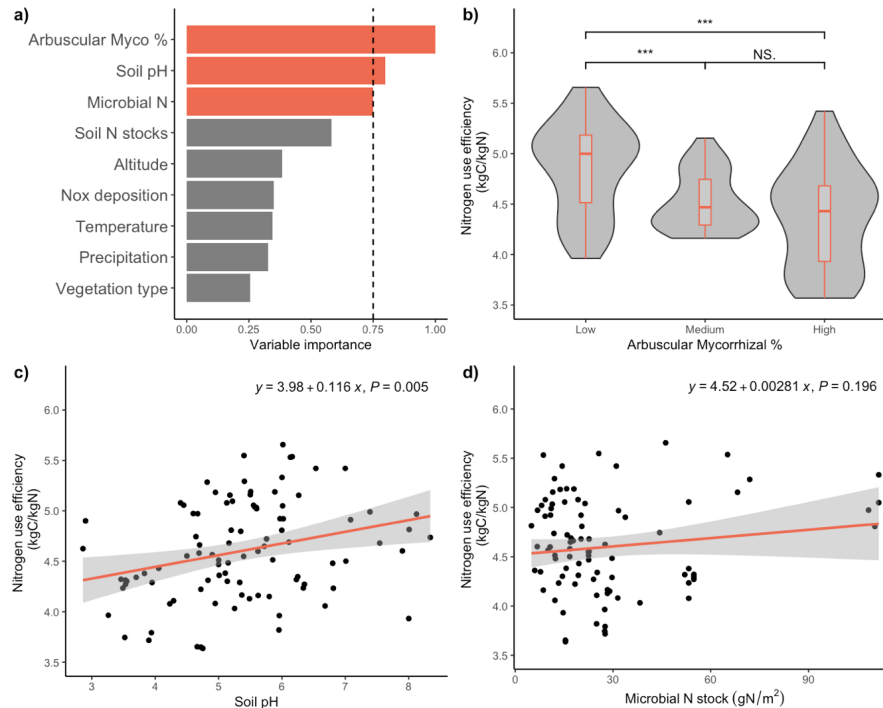 a)
Arbuscular Myco %
Soil pH
Microbial N
Soil N stocks
Altitude
Nox deposition
Temperature
Precipitation
Vegetation type
0.00 0.25 0.50 0.75 1.00
Variable importance
b)
***
*** NS.
6.0
5.5
5.0
4.5
4.0
3.5
Nitrogen use efficiency
(kgC/kgN)
Low Medium High
Arbuscular Mycorrhizal %
c)
y = 3.98 + 0.116 x, P = 0.005
6.0
5.5
5.0
4.5
4.0
3.5
Nitrogen use efficiency
(kgC/kgN)
3 4 5 6 7 8
Soil pH
d)
y = 4.52 + 0.00281 x, P = 0.196
6.0
5.5
5.0
4.5
4.0
3.5
Nitrogen use efficiency
(kgC/kgN)
0 30 60 90
Microbial N stock (gN/m²)